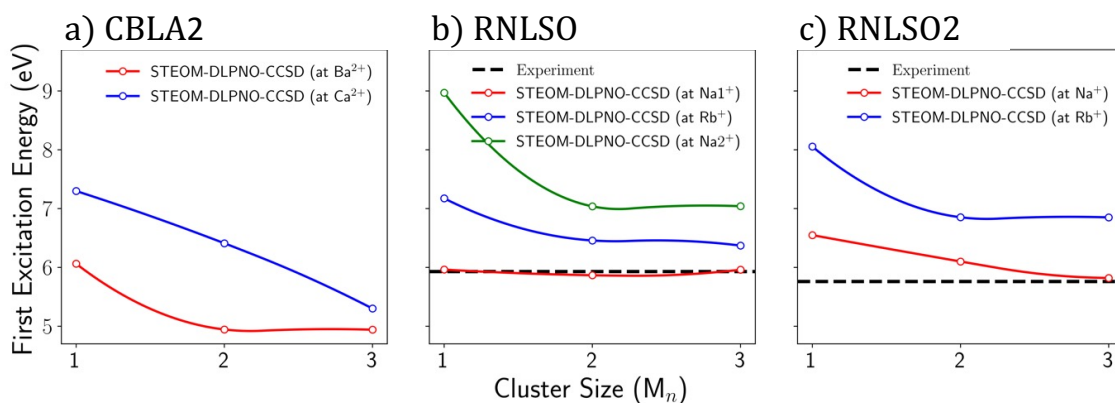 a) CBLA2
b) RNLSO
c) RNLSO2
First Excitation Energy (eV)
9
8
7
6
5
STEOM-DLPNO-CCSD (at Ba²⁺)
STEOM-DLPNO-CCSD (at Ca²⁺)
1 2 3
Experiment
STEOM-DLPNO-CCSD (at Na1⁺)
STEOM-DLPNO-CCSD (at Rb⁺)
STEOM-DLPNO-CCSD (at Na2⁺)
1 2 3
Experiment
STEOM-DLPNO-CCSD (at Na⁺)
STEOM-DLPNO-CCSD (at Rb⁺)
1 2 3
Cluster Size (Mₙ)